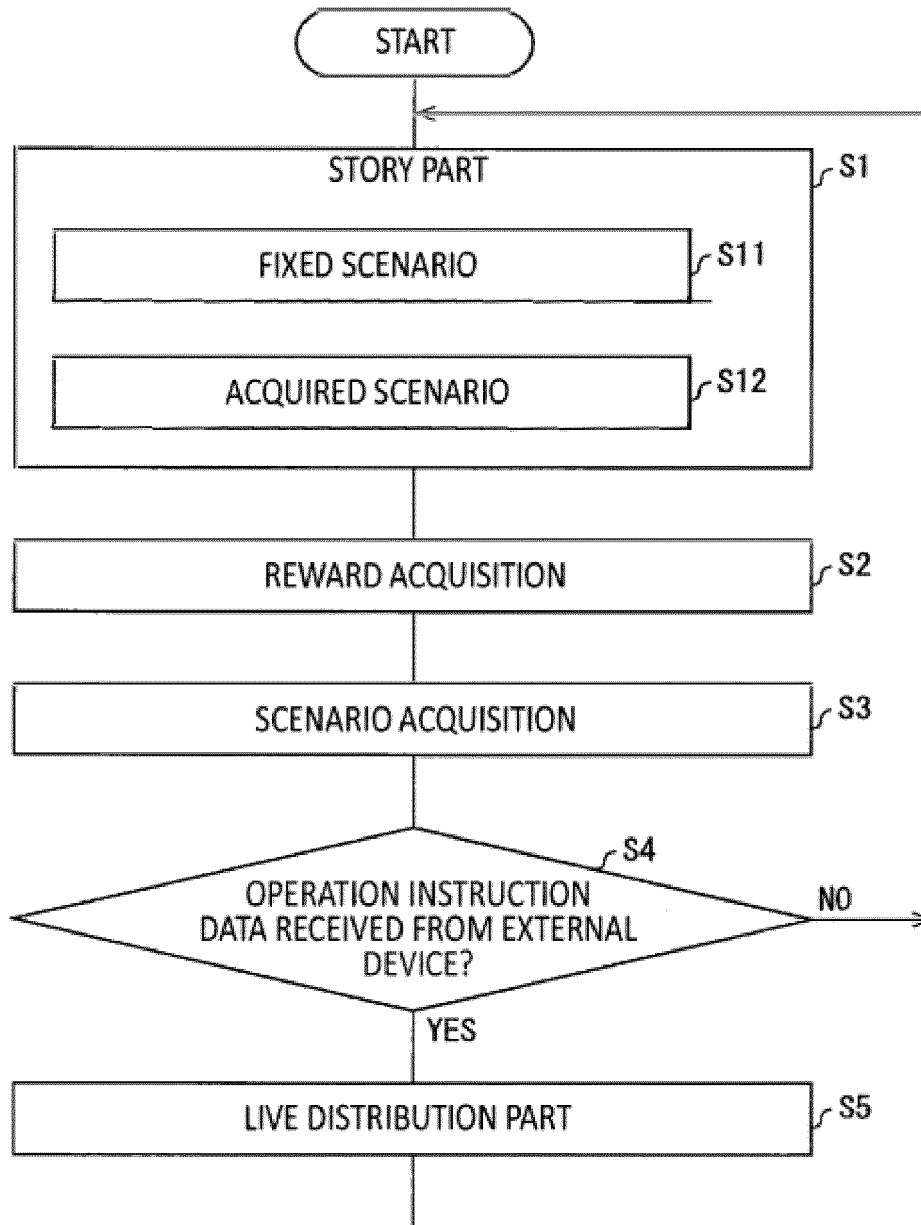 START
STORY PART
S1
FIXED SCENARIO
S11
ACQUIRED SCENARIO
S12
REWARD ACQUISITION
S2
SCENARIO ACQUISITION
S3
S4
OPERATION INSTRUCTION
DATA RECEIVED FROM EXTERNAL
DEVICE?
NO
YES
LIVE DISTRIBUTION PART
S5